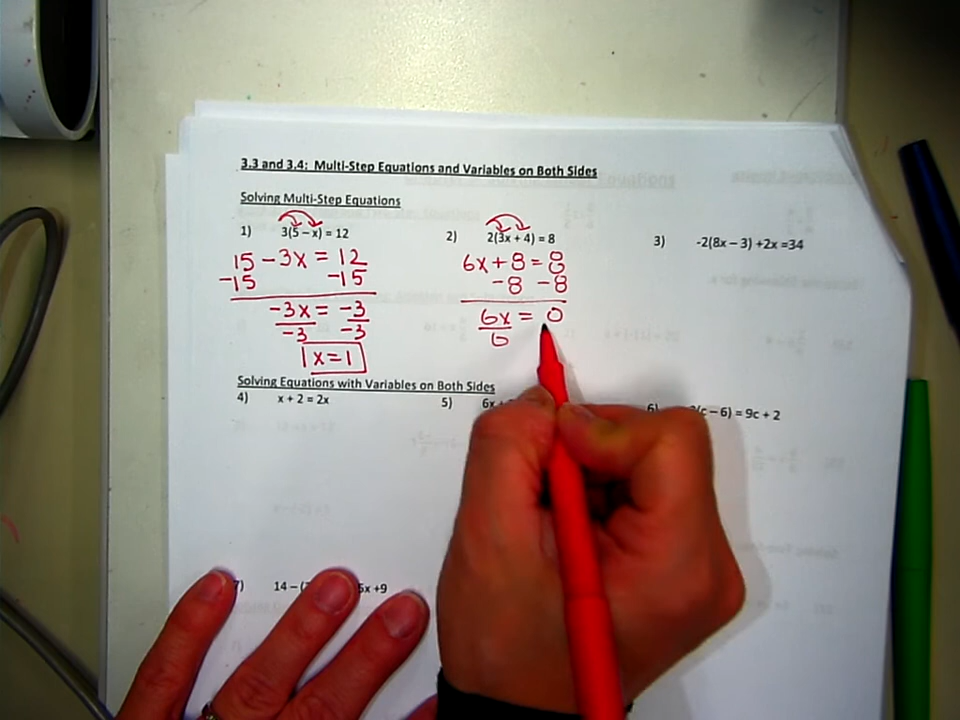 3.3 and 3.4: Multi-Step Equations and Variables on Both Sides
Solving Multi-Step Equations
1) 3(5 – x) = 12
15 - 3x = 12
-15 -15
-3x = -3
-3 -3
x = 1
2) 2(3x + 4) = 8
6x + 8 = 8
-8 -8
6x = 0
6
3) -2(8x – 3) +2x =34
Solving Equations with Variables on Both Sides
4) x + 2 = 2x
5) 6x
6) (c – 6) = 9c + 2
7) 14 – ( 5x +9